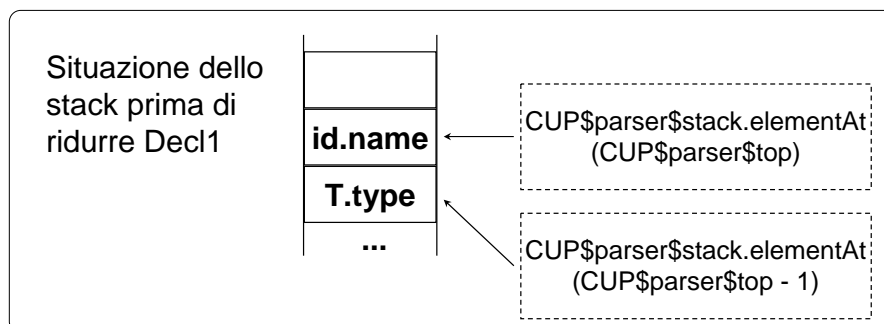 Situazione dello
stack prima di
ridurre Decl1
id.name
T.type
...
CUP$parser$stack.elementAt
(CUP$parser$top)
CUP$parser$stack.elementAt
(CUP$parser$top - 1)